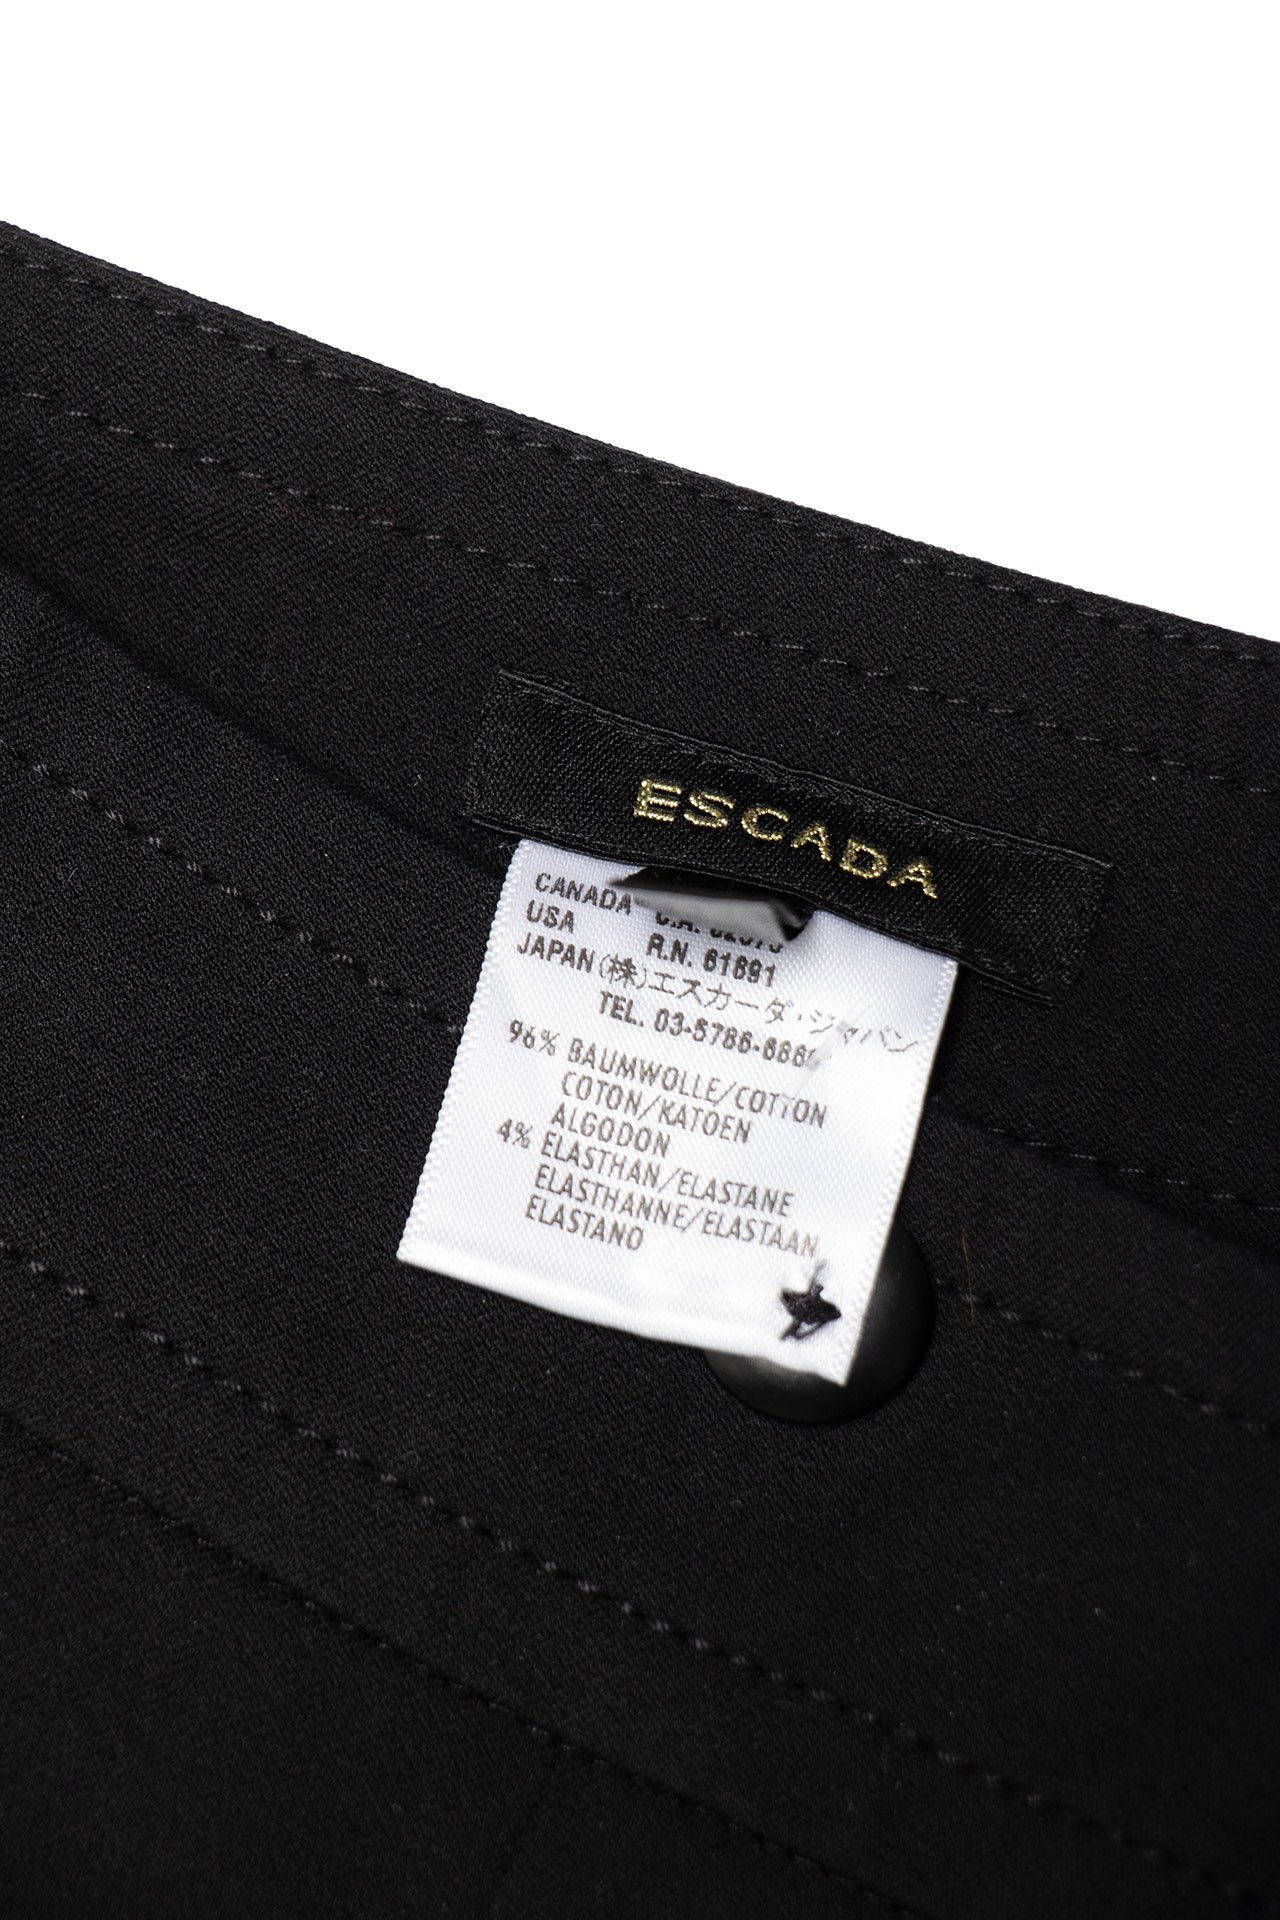 ESCADA
CANADA C.A.
USA R.N. 61691
JAPAN (株)エスカーダ・ジャパン
TEL.
96% BAUMWOLLE/COTTON
COTON/KATOEN
ALGODON
4% ELASTHAN/ELASTANE
ELASTHANNE/ELASTAAN
ELASTANO